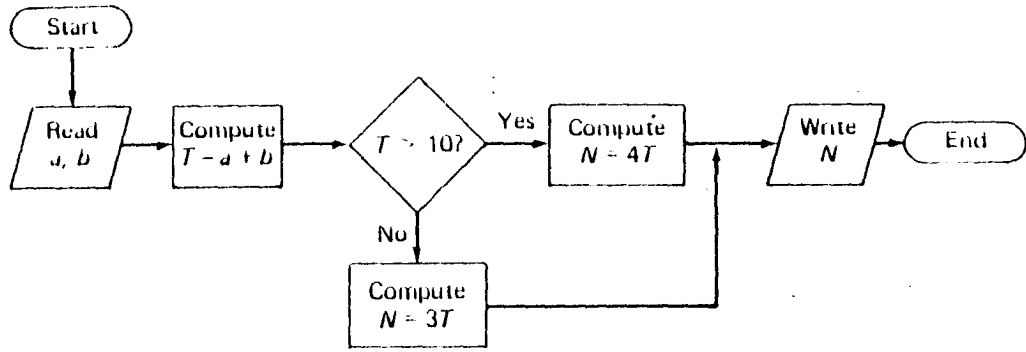 Start
Read
a, b
Compute
T = a + b
T > 10?
Yes
Compute
N = 4T
Write
N
End
No
Compute
N = 3T